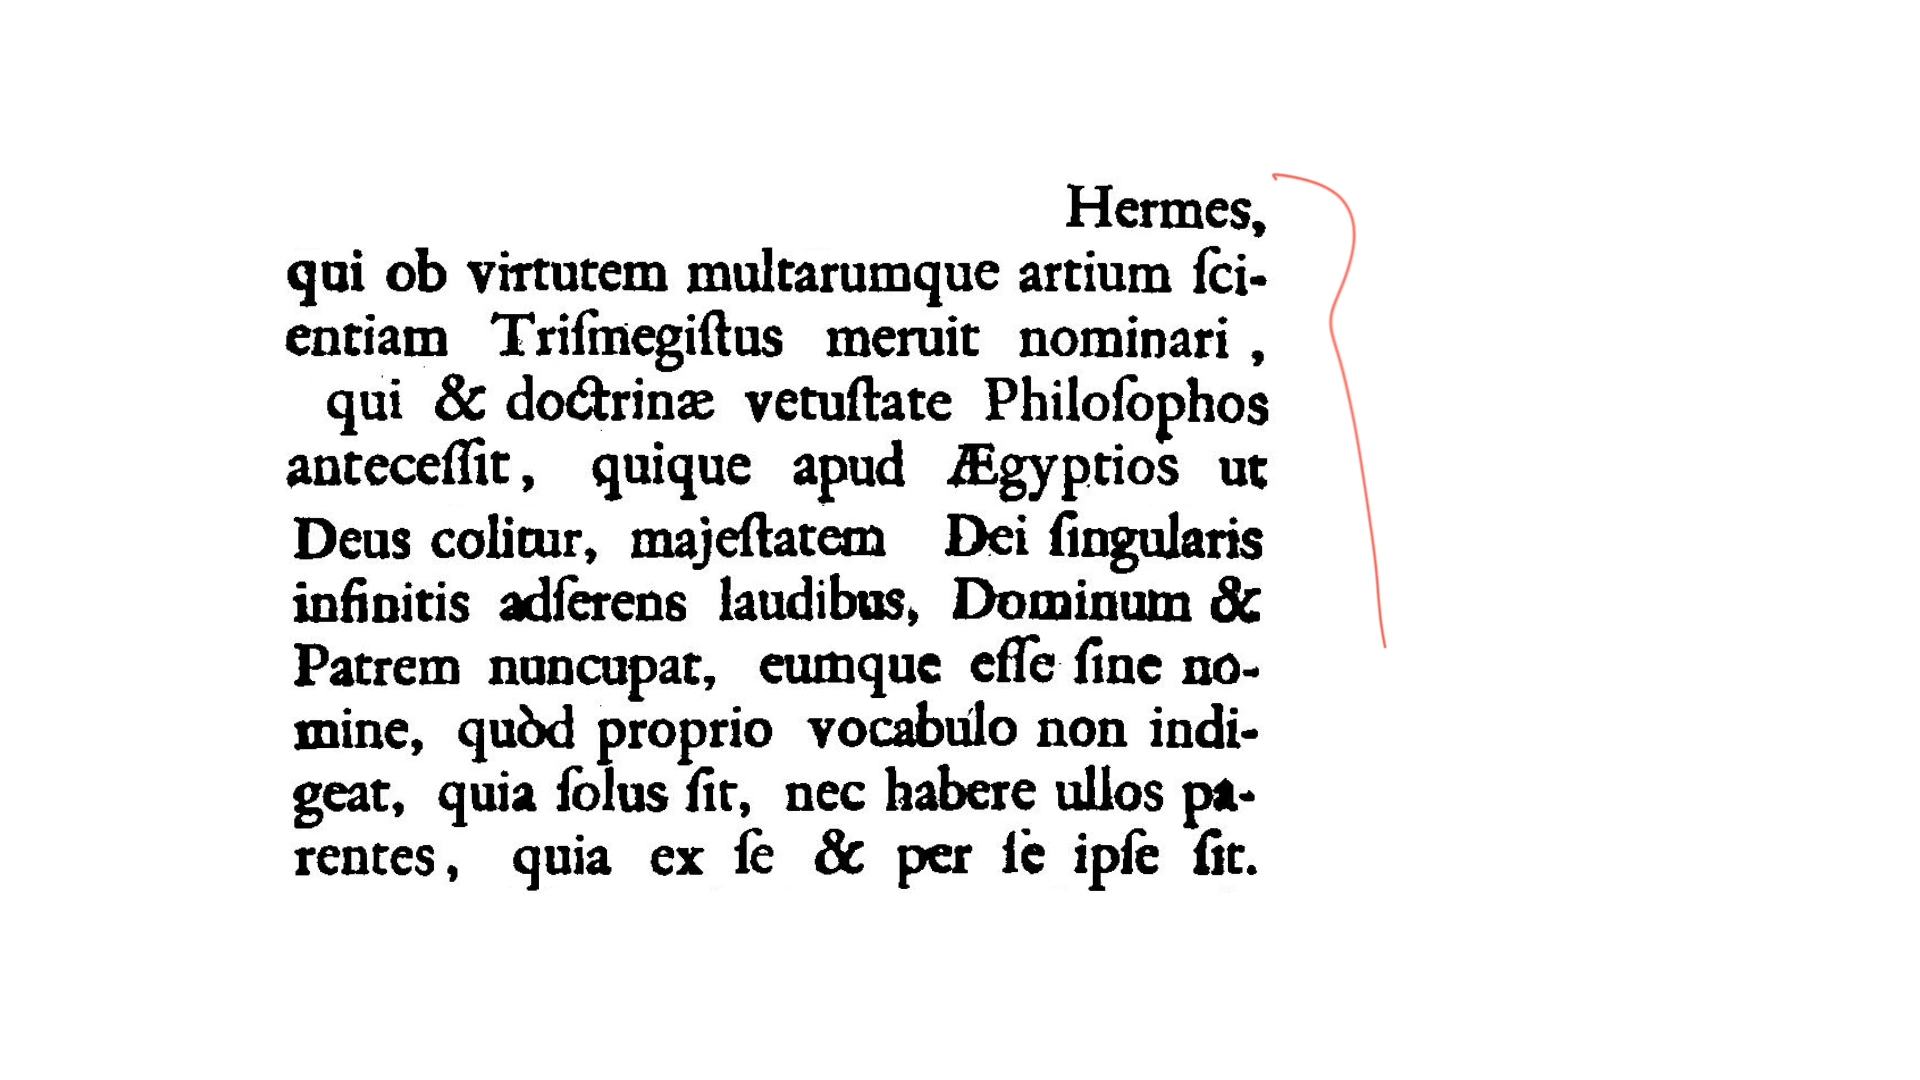 Hermes,
qui ob virtutem multarumque artium ſci-
entiam Triſmegiſtus meruit nominari ,
qui & doctrinæ vetuſtate Philoſophos
anteceſſit, quique apud Ægyptios ut
Deus colitur, majeſtatem Dei ſingularis
infinitis adſerens laudibus, Dominum &
Patrem nuncupat, eumque eſſe ſine no-
mine, quòd proprio vocabulo non indi-
geat, quia ſolus ſit, nec habere ullos pa-
rentes, quia ex ſe & per ſe ipſe ſit.